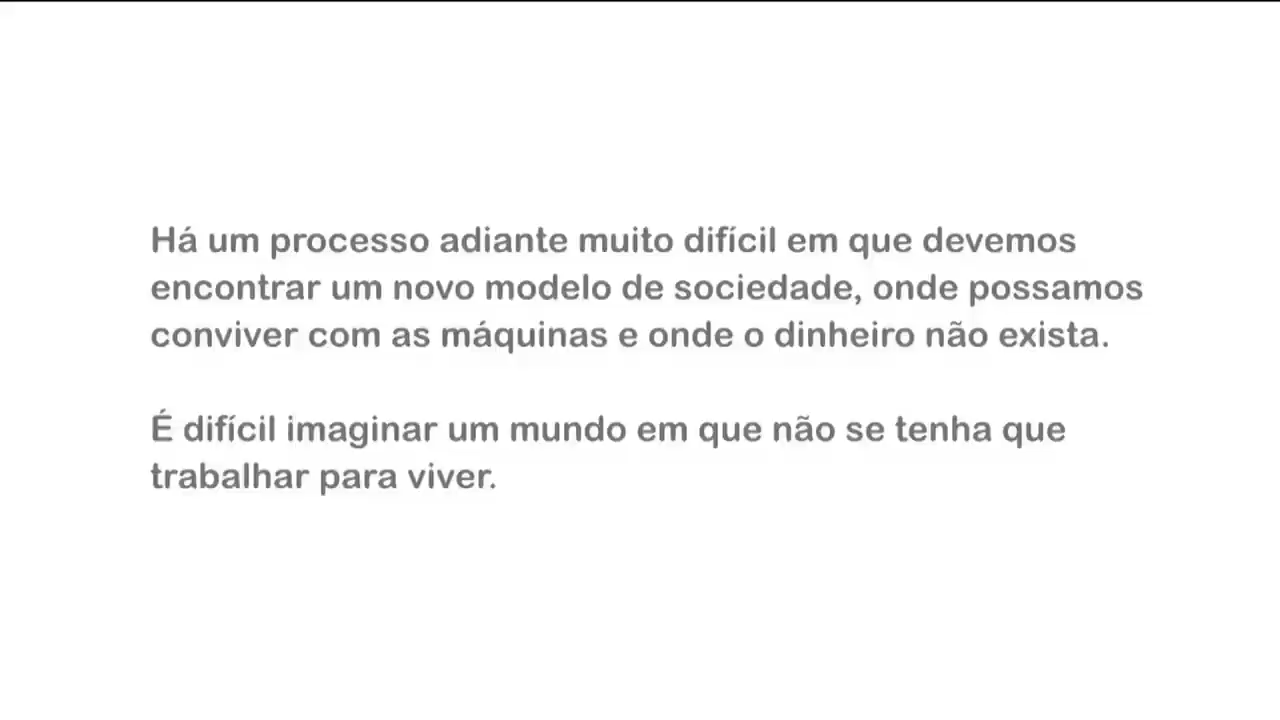 Há um processo adiante muito difícil em que devemos
encontrar um novo modelo de sociedade, onde possamos
conviver com as máquinas e onde o dinheiro não exista.
É difícil imaginar um mundo em que não se tenha que
trabalhar para viver.